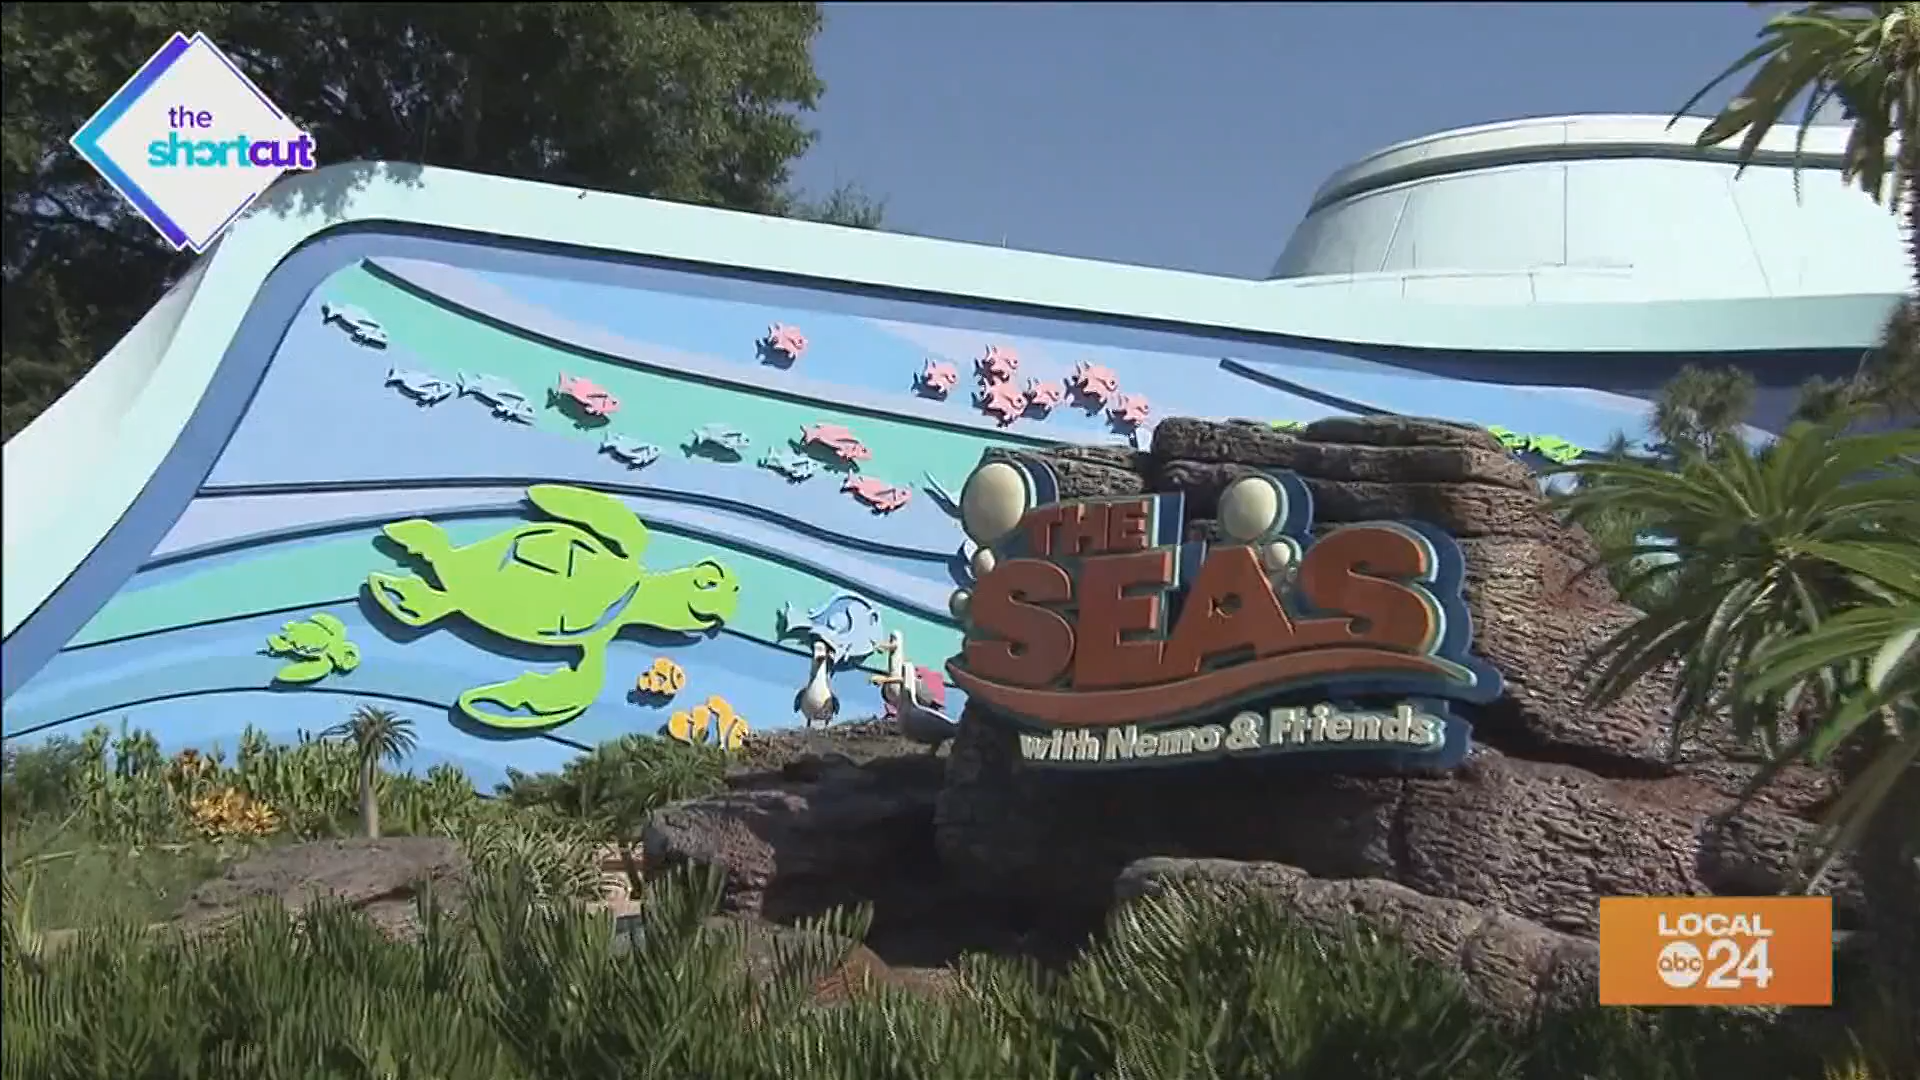 the
shortcut
THE
SEAS
with Nemo & Friends
LOCAL
abc 24